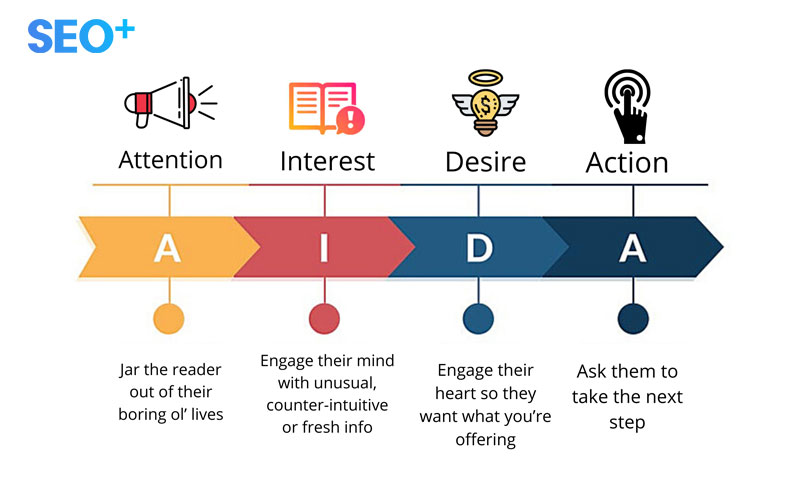 SEO+
Attention
Interest
Desire
Action
A
I
D
A
Jar the reader
out of their
boring ol’ lives
Engage their mind
with unusual,
counter-intuitive
or fresh info
Engage their
heart so they
want what you’re
offering
Ask them to
take the next
step